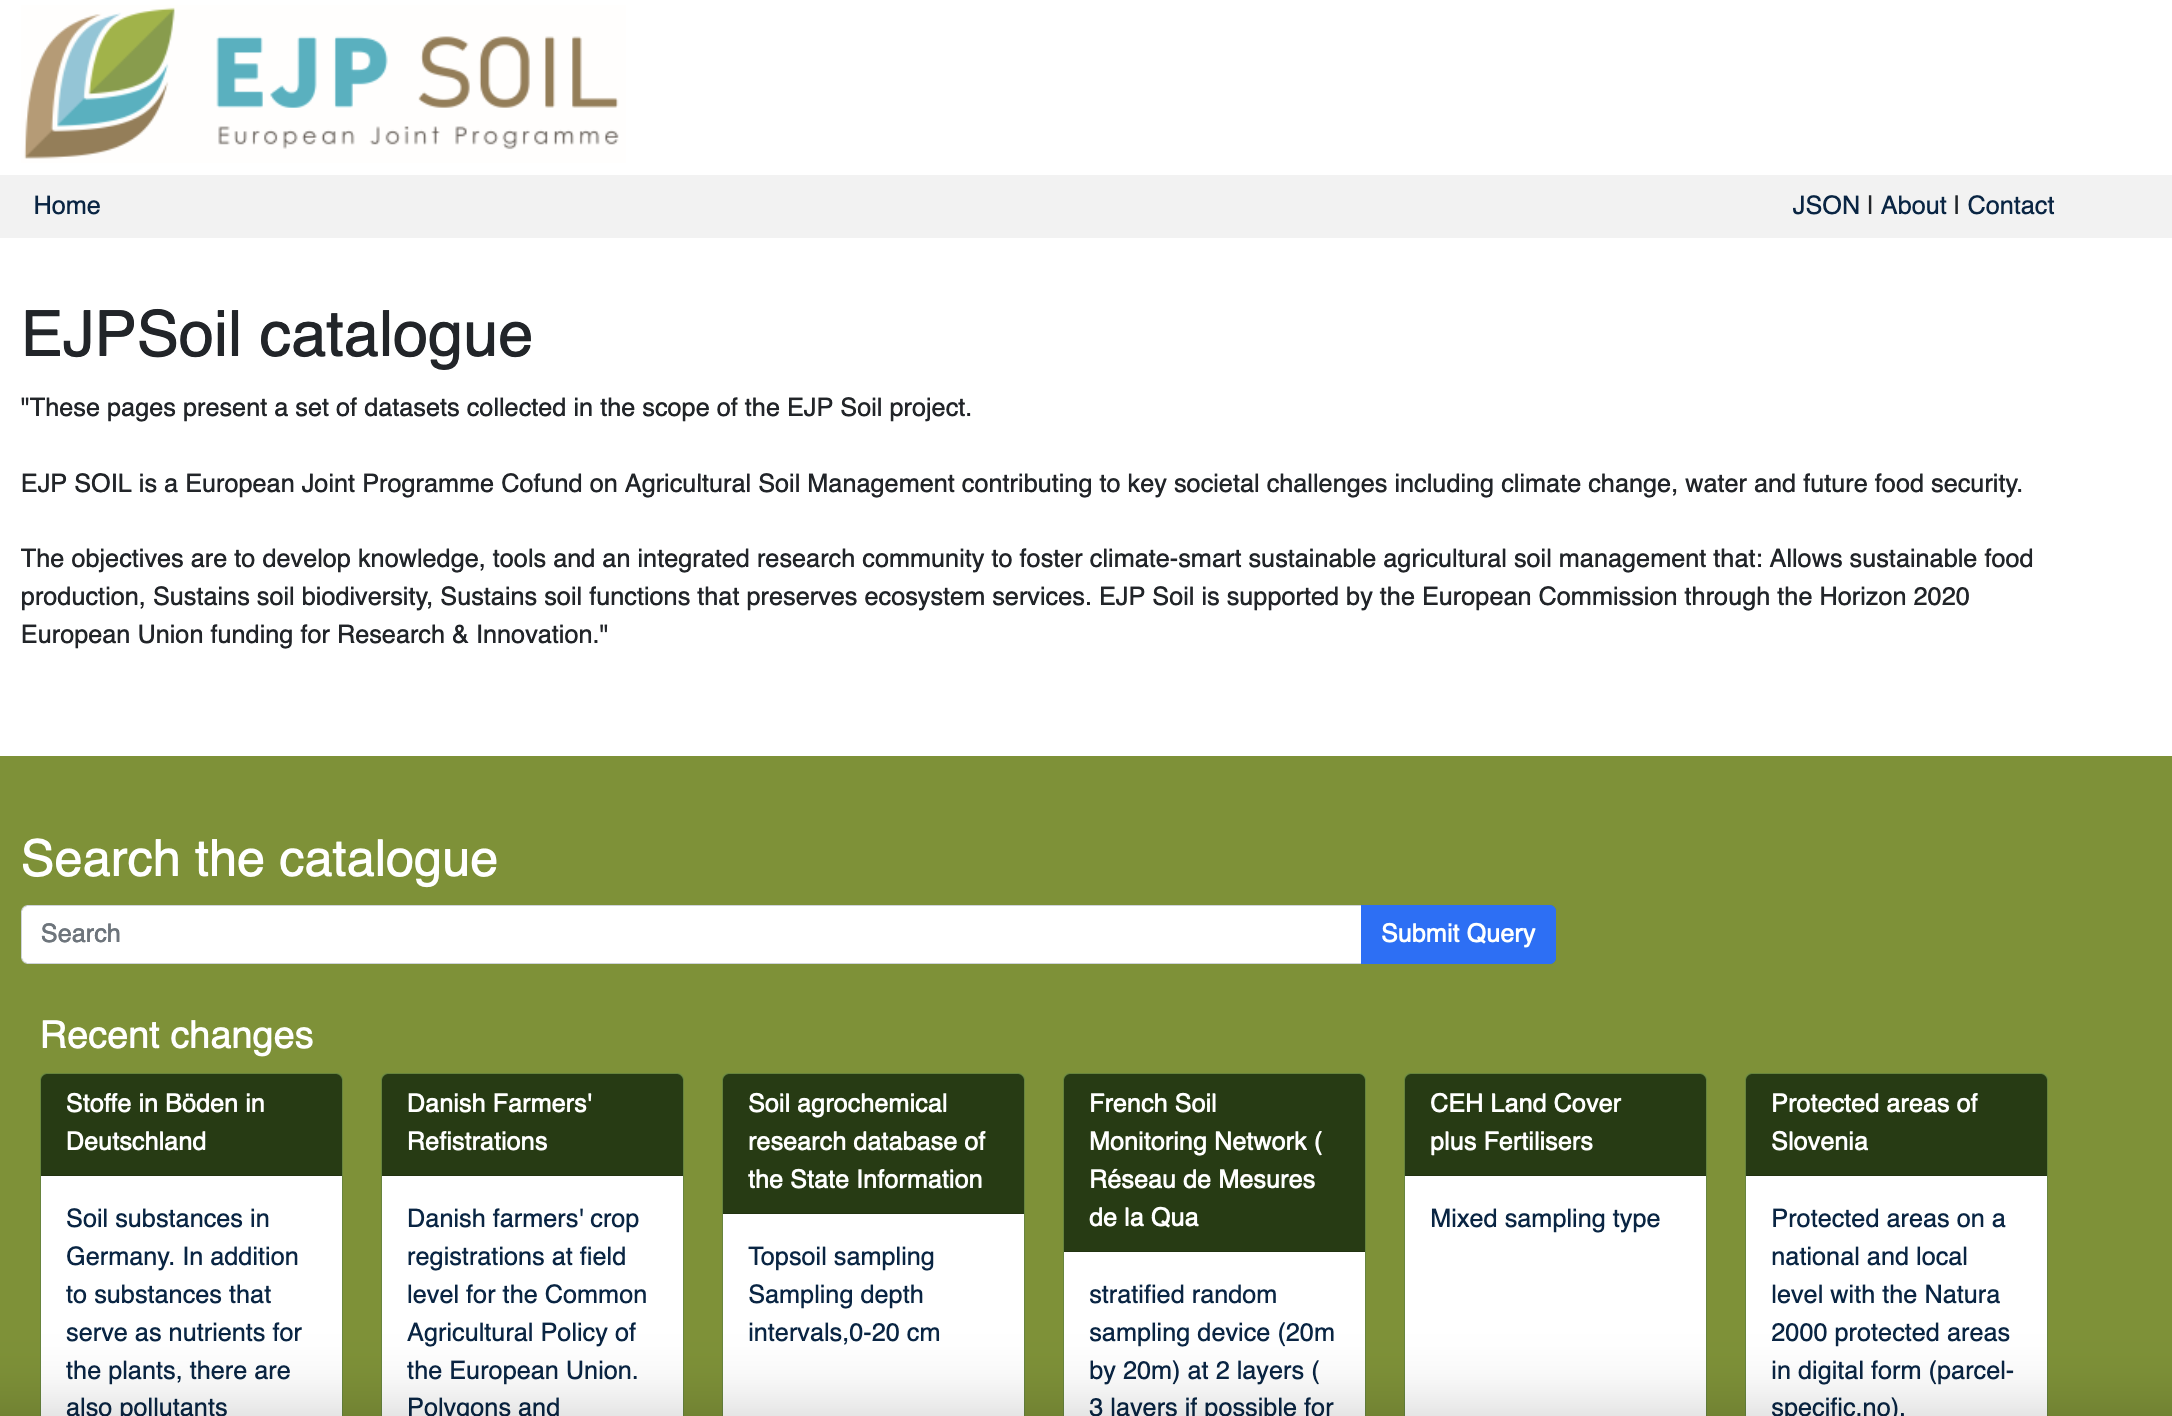 EJP SOIL
European Joint Programme
Home
JSON | About | Contact
EJPSoil catalogue
"These pages present a set of datasets collected in the scope of the EJP Soil project.
EJP SOIL is a European Joint Programme Cofund on Agricultural Soil Management contributing to key societal challenges including climate change, water and future food security.
The objectives are to develop knowledge, tools and an integrated research community to foster climate-smart sustainable agricultural soil management that: Allows sustainable food
production, Sustains soil biodiversity, Sustains soil functions that preserves ecosystem services. EJP Soil is supported by the European Commission through the Horizon 2020
European Union funding for Research & Innovation."
Search the catalogue
Search
Submit Query
Recent changes
Stoffe in Böden in
Deutschland
Soil substances in
Germany. In addition
to substances that
serve as nutrients for
the plants, there are
also pollutants
Danish Farmers'
Refistrations
Danish farmers' crop
registrations at field
level for the Common
Agricultural Policy of
the European Union.
Polygons and
Soil agrochemical
research database of
the State Information
Topsoil sampling
Sampling depth
intervals,0-20 cm
French Soil
Monitoring Network (
Réseau de Mesures
de la Qua
stratified random
sampling device (20m
by 20m) at 2 layers (
3 layers if possible for
CEH Land Cover
plus Fertilisers
Mixed sampling type
Protected areas of
Slovenia
Protected areas on a
national and local
level with the Natura
2000 protected areas
in digital form (parcel-
specific.no).